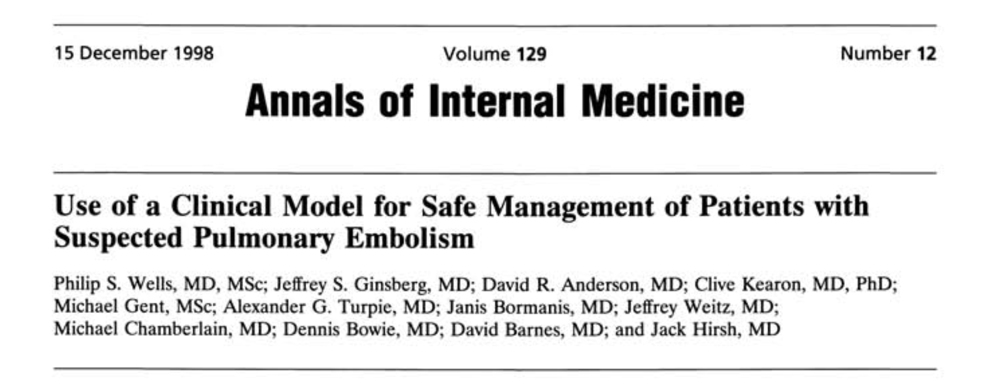 15 December 1998 Volume 129 Number 12
Annals of Internal Medicine
Use of a Clinical Model for Safe Management of Patients with
Suspected Pulmonary Embolism
Philip S. Wells, MD, MSc; Jeffrey S. Ginsberg, MD; David R. Anderson, MD; Clive Kearon, MD, PhD;
Michael Gent, MSc; Alexander G. Turpie, MD; Janis Bormanis, MD; Jeffrey Weitz, MD;
Michael Chamberlain, MD; Dennis Bowie, MD; David Barnes, MD; and Jack Hirsh, MD